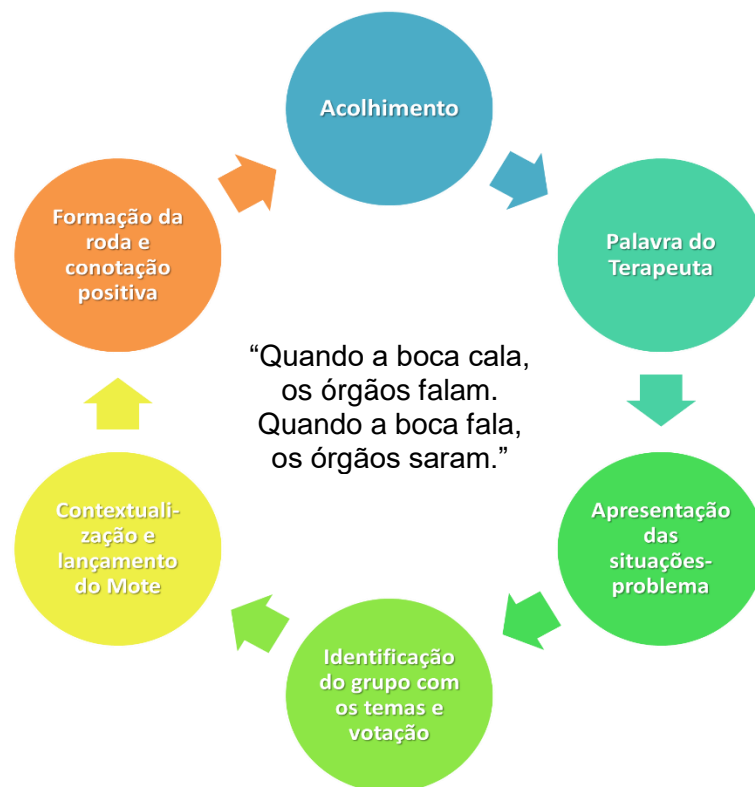 Acolhimento
Palavra do
Terapeuta
Apresentação
das
situações-
problema
Identificação
do grupo com
os temas e
votação
Contextuali-
zação e
lançamento
do Mote
Formação da
roda e
conotação
positiva
“Quando a boca cala,
os órgãos falam.
Quando a boca fala,
os órgãos saram.”